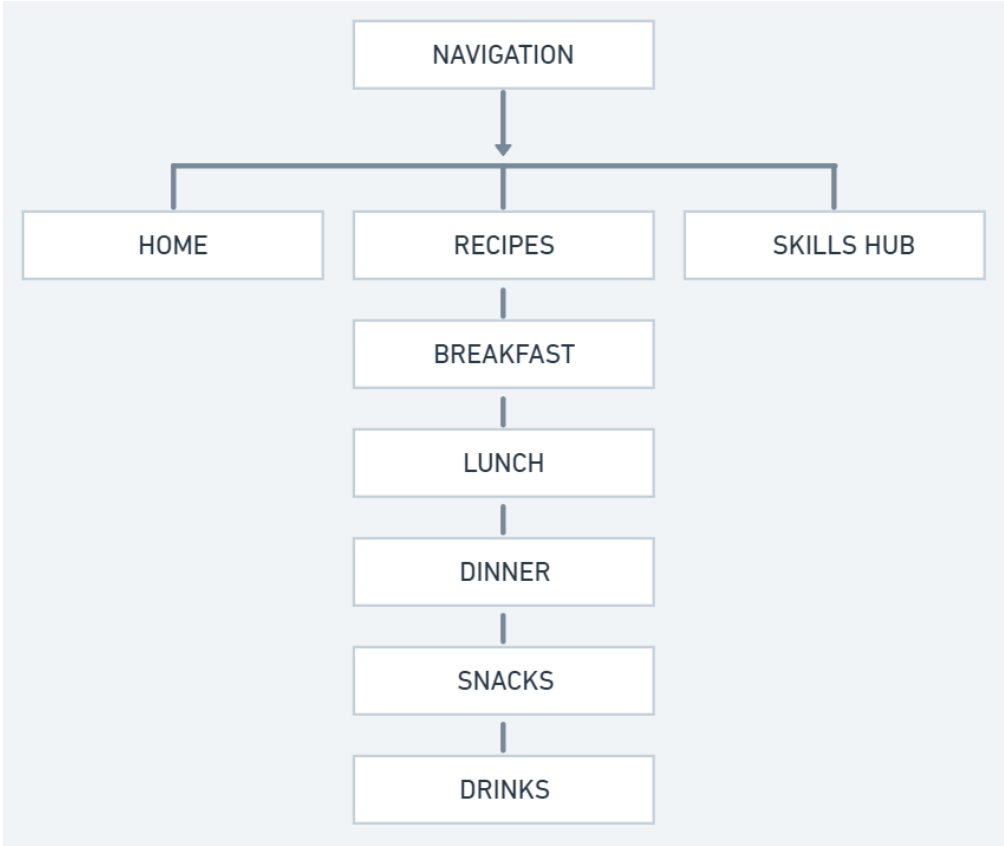 NAVIGATION
HOME
RECIPES
SKILLS HUB
BREAKFAST
LUNCH
DINNER
SNACKS
DRINKS